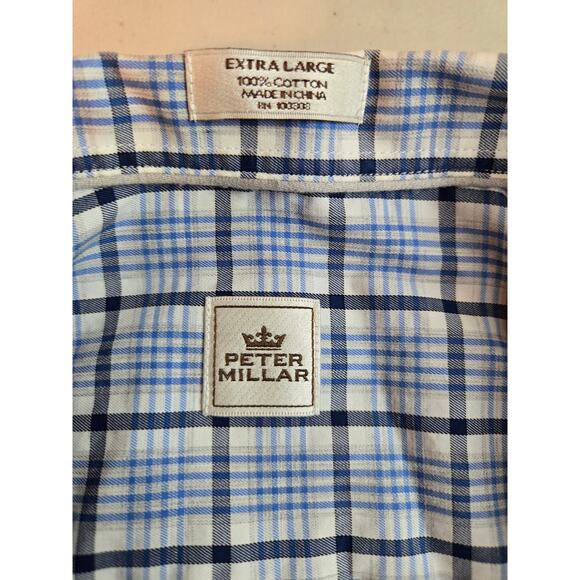 EXTRA LARGE
100% COTTON
MADE IN CHINA
RN 100308
PETER
MILLAR